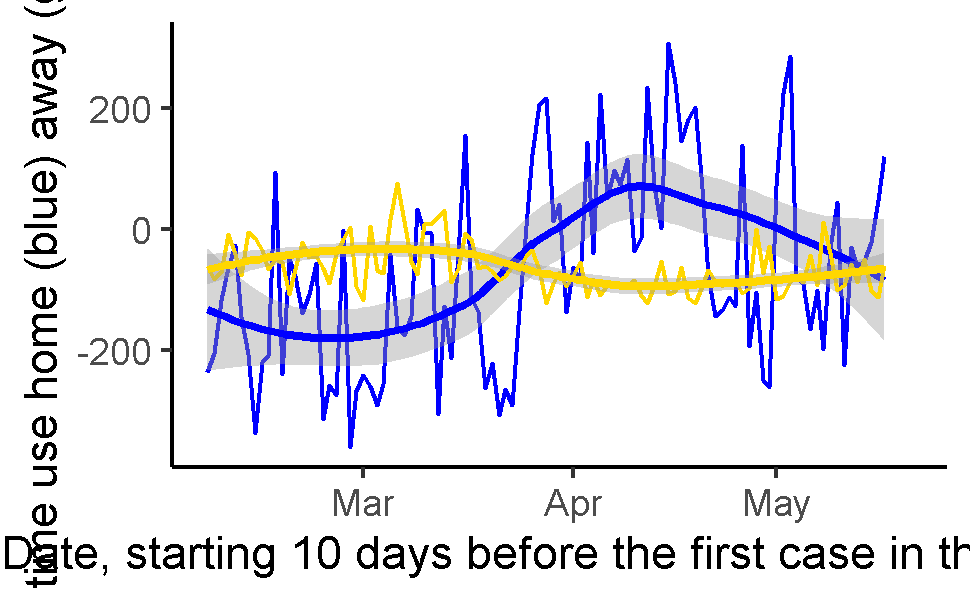 time use home (blue) away (
200
0
-200
Mar Apr May
Date, starting 10 days before the first case in th